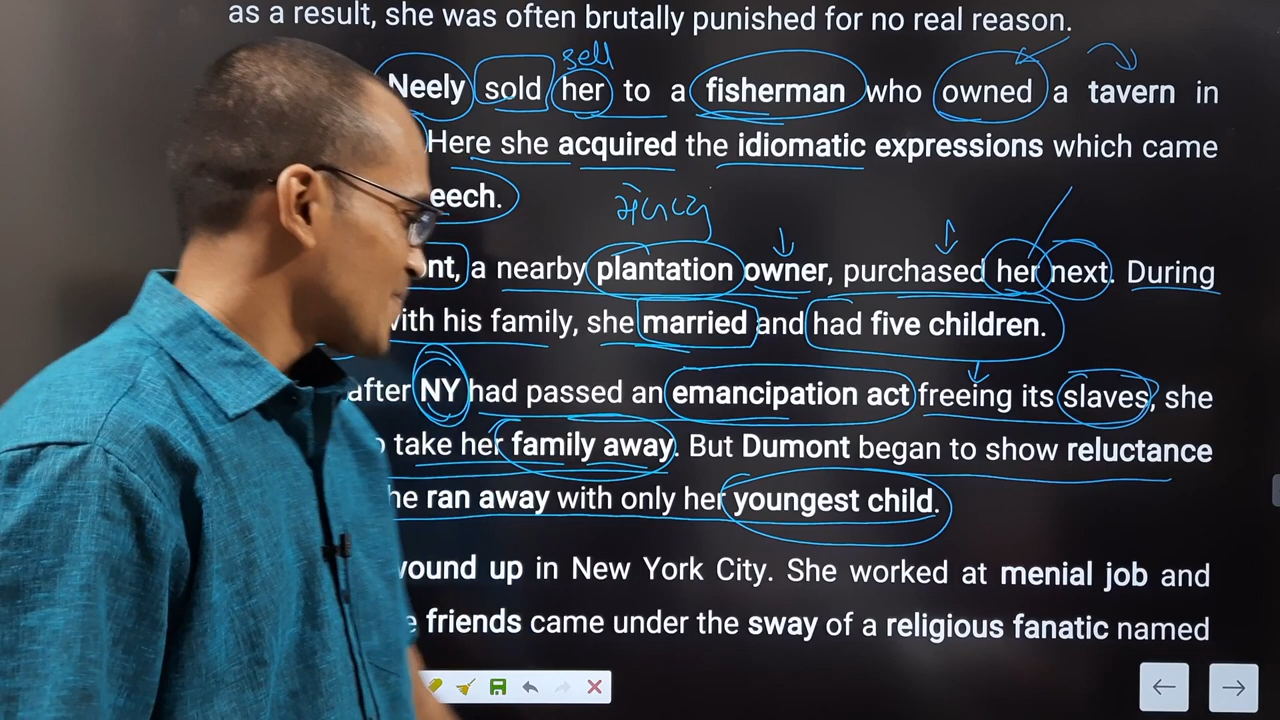 as a result, she was often brutally punished for no real reason.
sell
Neely sold her to a fisherman who owned a tavern in
Here she acquired the idiomatic expressions which came
eech.
ont, a nearby plantation owner, purchased her next. During
with his family, she married and had five children.
after NY had passed an emancipation act freeing its slaves, she
take her family away. But Dumont began to show reluctance
he ran away with only her youngest child.
wound up in New York City. She worked at menial job and
e friends came under the sway of a religious fanatic named